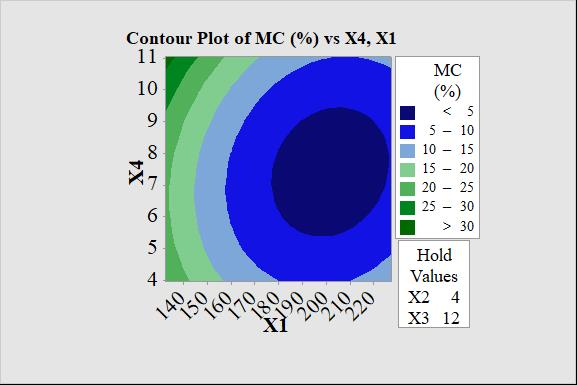 Contour Plot of MC (%) vs X4, X1
11
10
9
8
7
6
5
4
X4
140
150
160
170
180
190
200
210
220
X1
MC
(%)
< 5
5 – 10
10 – 15
15 – 20
20 – 25
25 – 30
> 30
Hold
Values
X2 4
X3 12